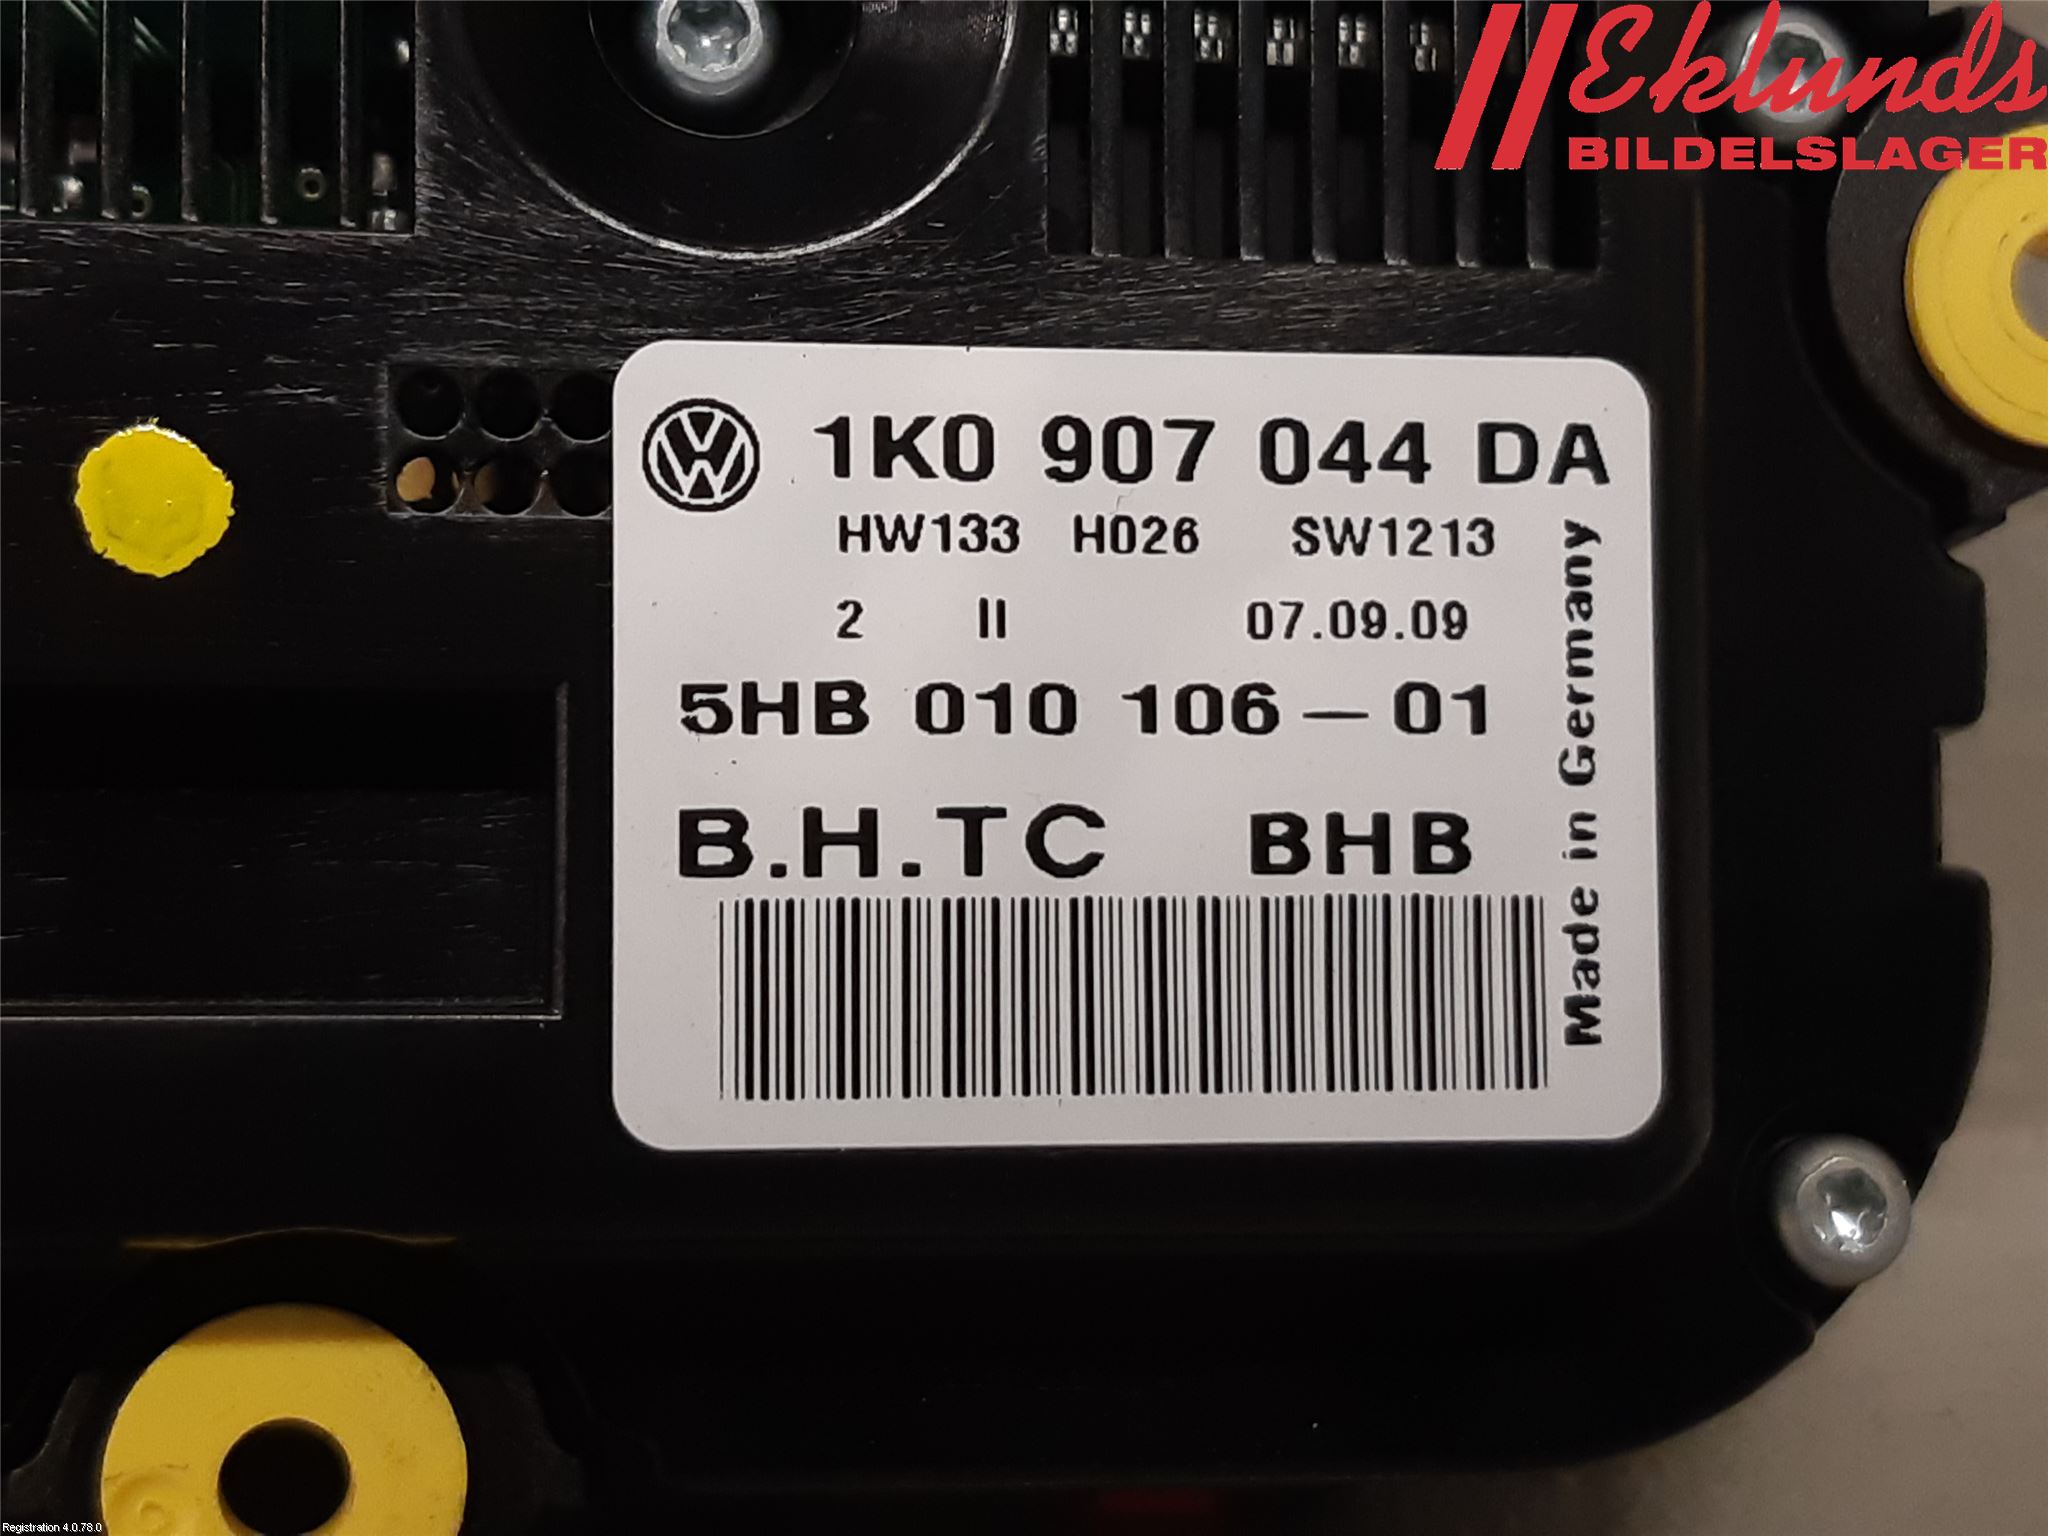 Eklunds
BILDELSLAGER
1K0 907 044 DA
HW133 H026 SW1213
2 II 07.09.09
5HB 010 106-01
B.H.TC BHB
Made in Germany
Registration 4.0.78.0